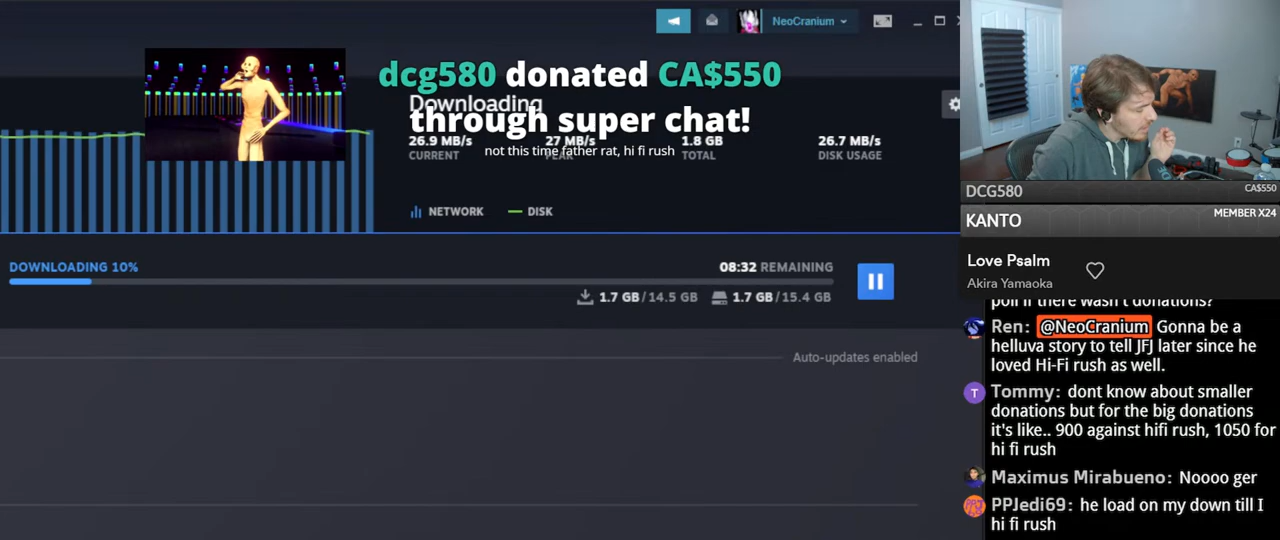 NeoCranium
dcg580 donated CA$550
Downloading
through super chat!
26.9 MB/s 27 MB/s 1.8 GB 26.7 MB/s
CURRENT PEAK TOTAL DISK USAGE
not this time father rat, hi fi rush
NETWORK DISK
DOWNLOADING 10% 08:32 REMAINING
1.7 GB / 14.5 GB 1.7 GB / 15.4 GB
Auto-updates enabled
DCG580 CA$550
KANTO MEMBER X24
Love Psalm
Akira Yamaoka
poll if there wasn't donations?
Ren: @NeoCranium Gonna be a
helluva story to tell JFJ later since he
loved Hi-Fi rush as well.
T Tommy: dont know about smaller
donations but for the big donations
it's like.. 900 against hifi rush, 1050 for
hi fi rush
Maximus Mirabueno: Noooo ger
PPJedi69: he load on my down till I
hi fi rush